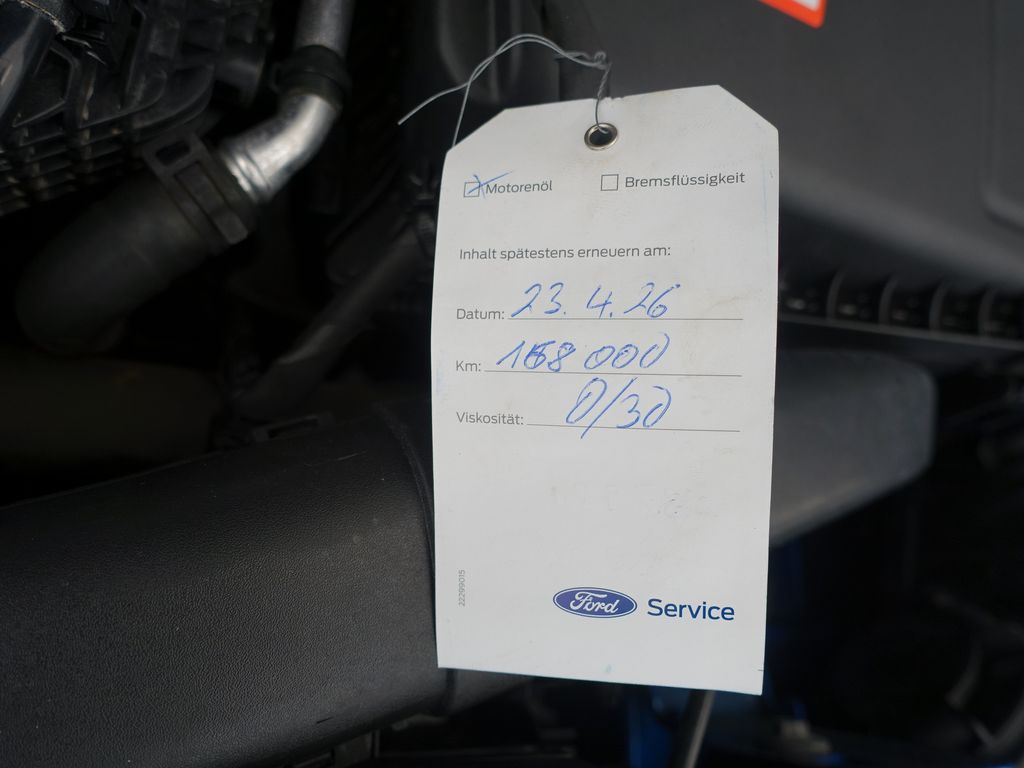 Motorenöl Bremsflüssigkeit
Inhalt spätestens erneuern am:
Datum: 23.4.26
Km: 168 000
Viskosität: 0/30
22299015
Ford Service